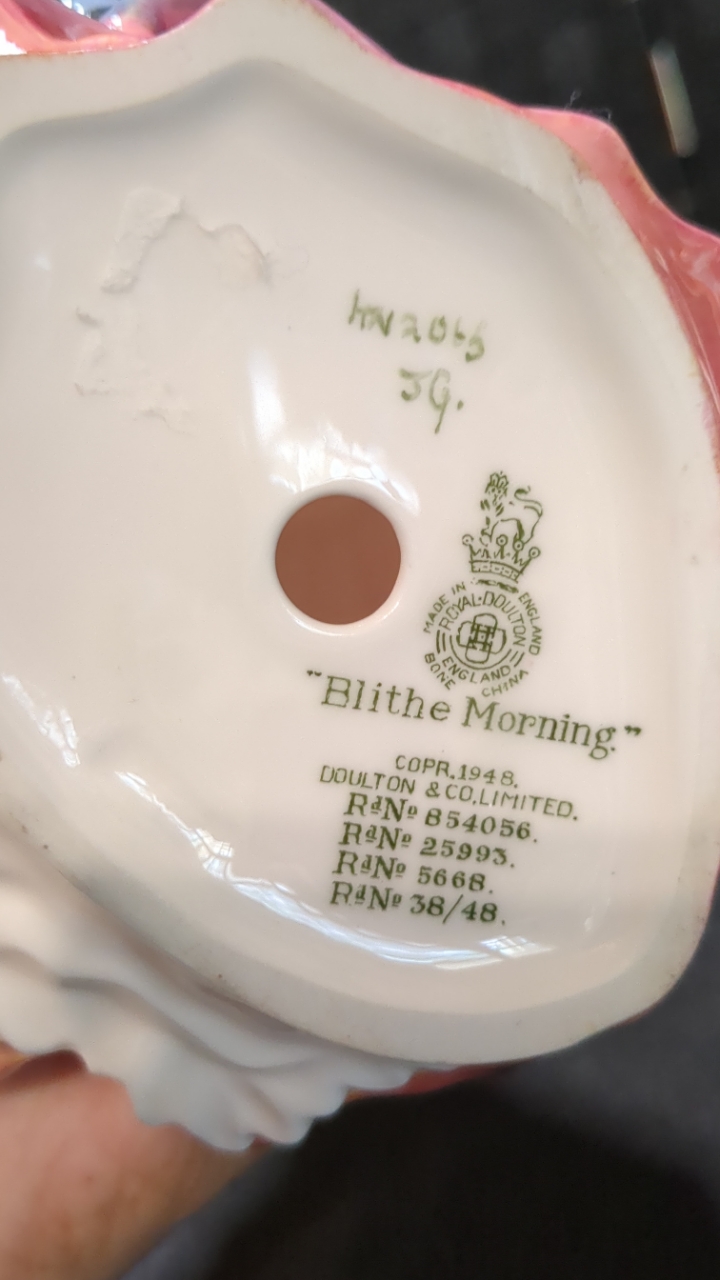 HN2065
JG.
MADE IN ENGLAND
ROYAL·DOULTON
ENGLAND
BONE CHINA
"Blithe Morning."
COPR.1948.
DOULTON & CO.LIMITED.
RᵈNº 854056.
RᵈNº 25993.
RᵈNº 5668.
RᵈNº 38/48.